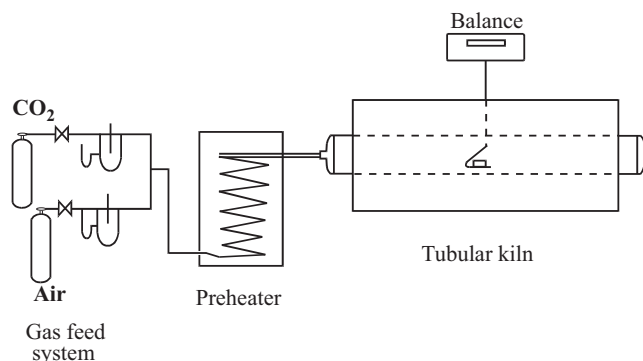 Balance
CO2
Tubular kiln
Air
Preheater
Gas feed
system